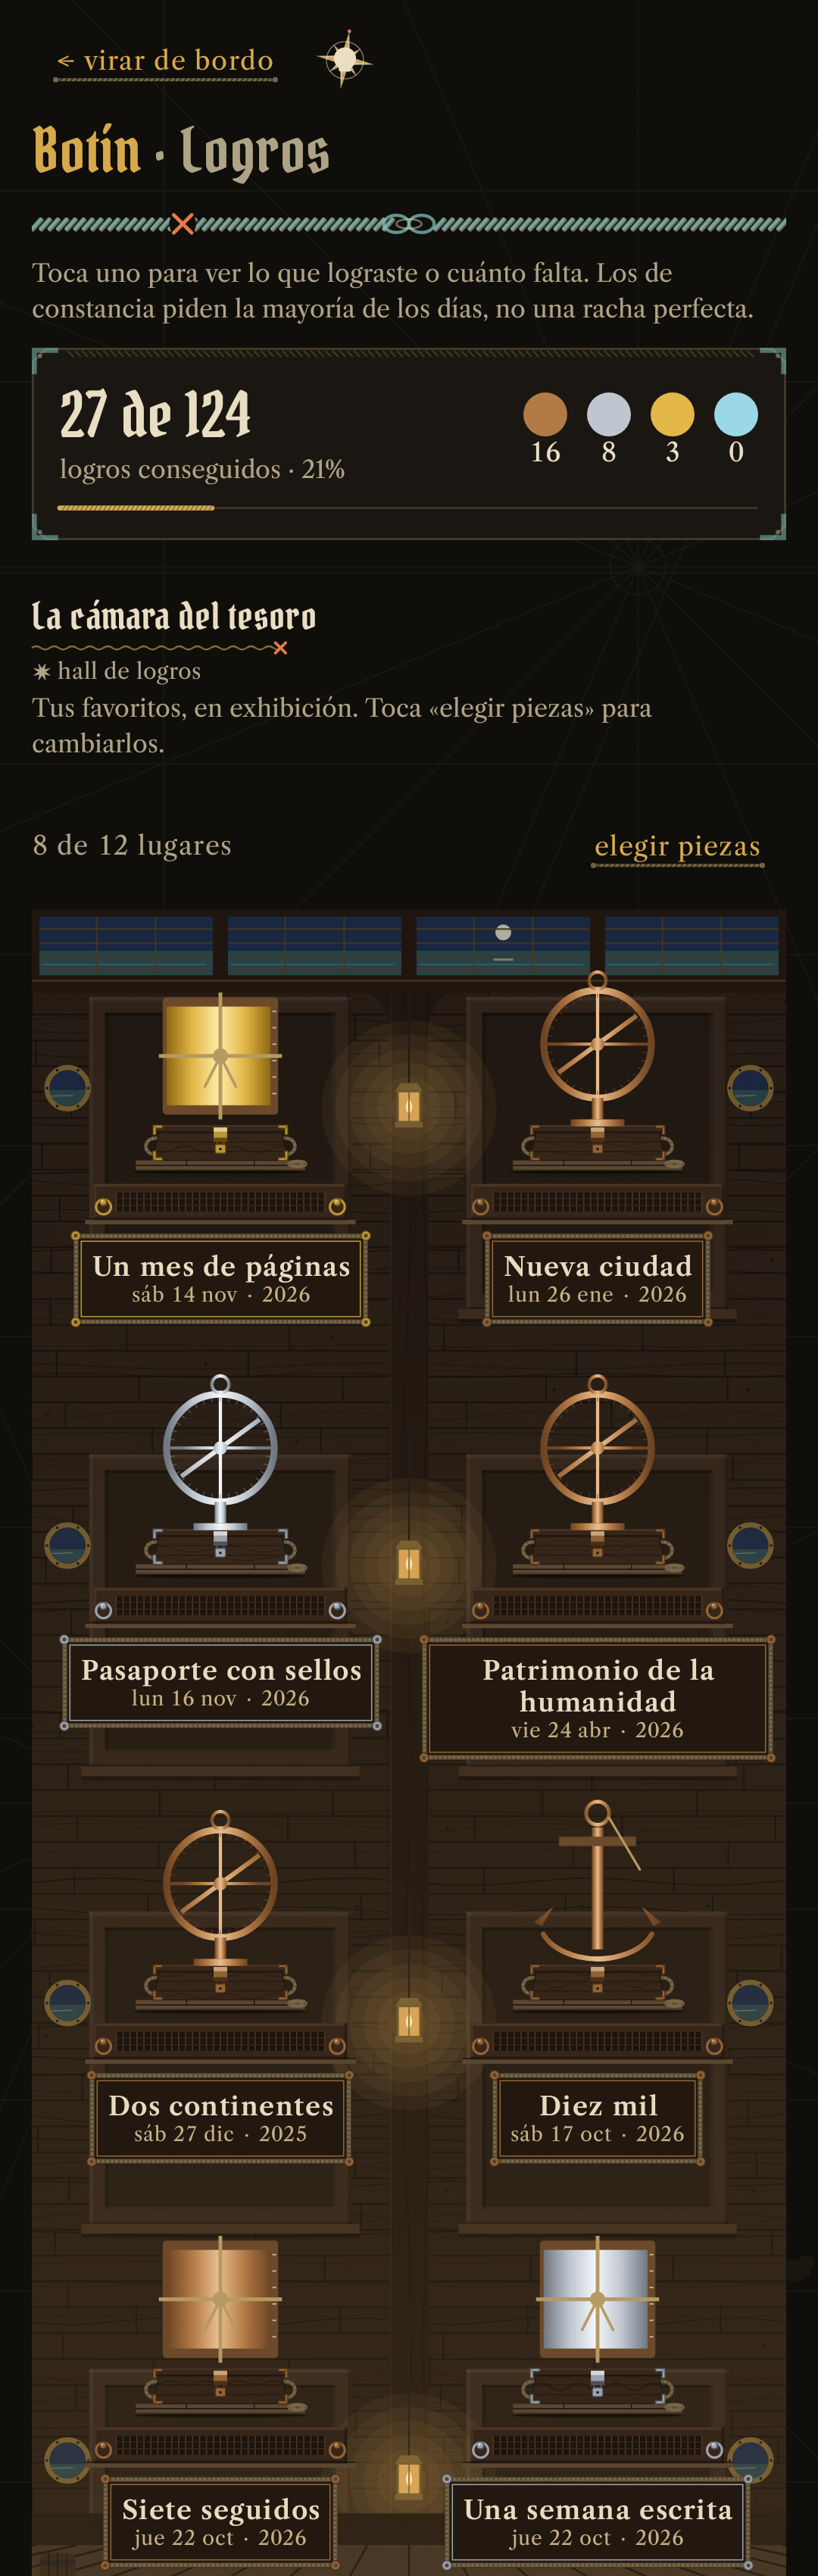 ← virar de bordo
Botín · Logros
Toca uno para ver lo que lograste o cuánto falta. Los de
constancia piden la mayoría de los días, no una racha perfecta.
27 de 124
logros conseguidos · 21%
16 8 3 0
La cámara del tesoro
hall de logros
Tus favoritos, en exhibición. Toca «elegir piezas» para
cambiarlos.
8 de 12 lugares
elegir piezas
Un mes de páginas
sáb 14 nov · 2026
Nueva ciudad
lun 26 ene · 2026
Pasaporte con sellos
lun 16 nov · 2026
Patrimonio de la
humanidad
vie 24 abr · 2026
Dos continentes
sáb 27 dic · 2025
Diez mil
sáb 17 oct · 2026
Siete seguidos
jue 22 oct · 2026
Una semana escrita
jue 22 oct · 2026